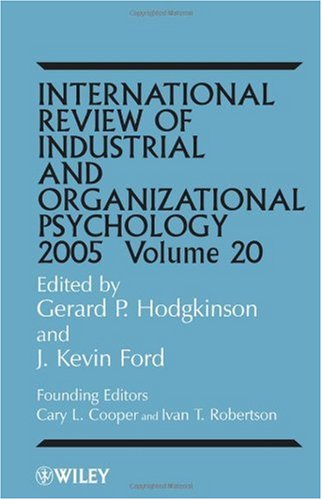 INTERNATIONAL
REVIEW OF
INDUSTRIAL
AND
ORGANIZATIONAL
PSYCHOLOGY
2005 Volume 20
Edited by
Gerard P. Hodgkinson
and
J. Kevin Ford
Founding Editors
Cary L. Cooper and Ivan T. Robertson
WILEY